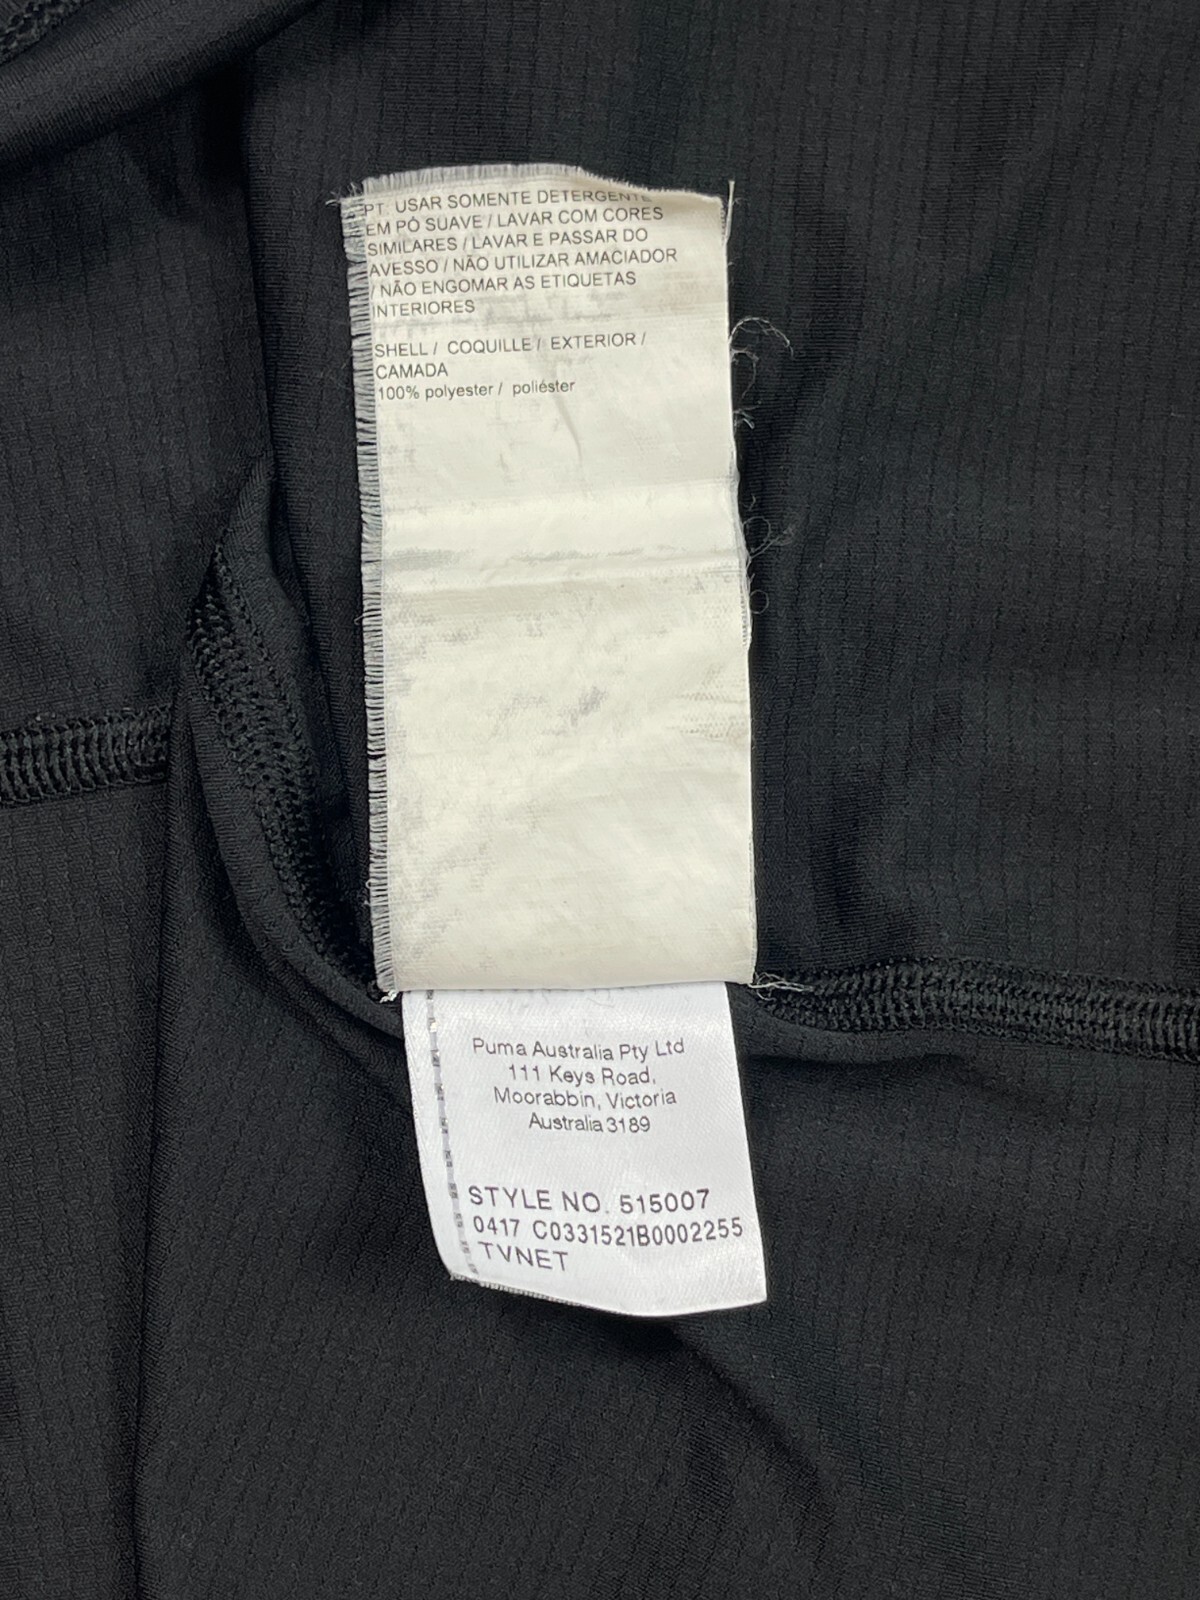 PT. USAR SOMENTE DETERGENTE
EM PÓ SUAVE / LAVAR COM CORES
SIMILARES / LAVAR E PASSAR DO
AVESSO / NÃO UTILIZAR AMACIADOR
/ NÃO ENGOMAR AS ETIQUETAS
INTERIORES
SHELL / COQUILLE / EXTERIOR /
CAMADA
100% polyester / poliéster
Puma Australia Pty Ltd
111 Keys Road,
Moorabbin, Victoria
Australia 3189
STYLE NO. 515007
0417 C0331521B0002255
TVNET